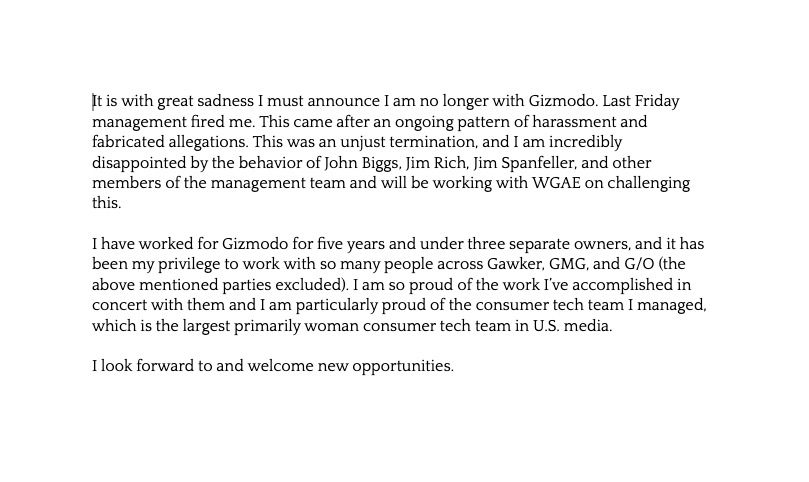 It is with great sadness I must announce I am no longer with Gizmodo. Last Friday
management fired me. This came after an ongoing pattern of harassment and
fabricated allegations. This was an unjust termination, and I am incredibly
disappointed by the behavior of John Biggs, Jim Rich, Jim Spanfeller, and other
members of the management team and will be working with WGAE on challenging
this.
I have worked for Gizmodo for five years and under three separate owners, and it has
been my privilege to work with so many people across Gawker, GMG, and G/O (the
above mentioned parties excluded). I am so proud of the work I’ve accomplished in
concert with them and I am particularly proud of the consumer tech team I managed,
which is the largest primarily woman consumer tech team in U.S. media.
I look forward to and welcome new opportunities.